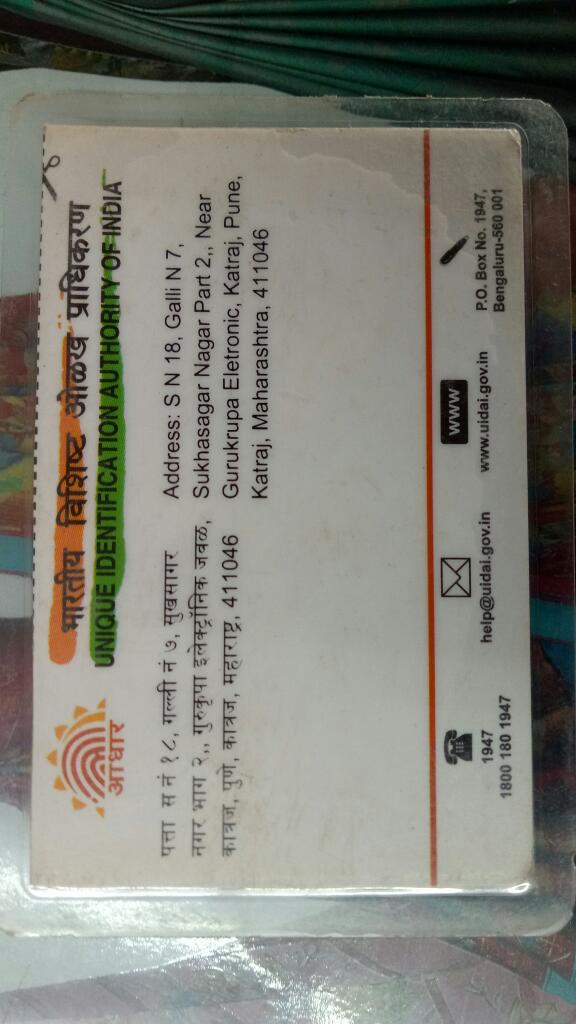 भारतीय विशिष्ट ओळख प्राधिकरण
UNIQUE IDENTIFICATION AUTHORITY OF INDIA
आधार
पत्ता स नं १८, गल्ली नं ७, सुखसागर
नगर भाग २,, गुरुकृपा इलेक्ट्रॉनिक जवळ,
कात्रज, पुणे, कात्रज, महाराष्ट्र, 411046
Address: S N 18, Galli N 7,
Sukhasagar Nagar Part 2,, Near
Gurukrupa Eletronic, Katraj, Pune,
Katraj, Maharashtra, 411046
1947
1800 180 1947
help@uidai.gov.in
WWW
www.uidai.gov.in
P.O. Box No. 1947,
Bengaluru-560 001